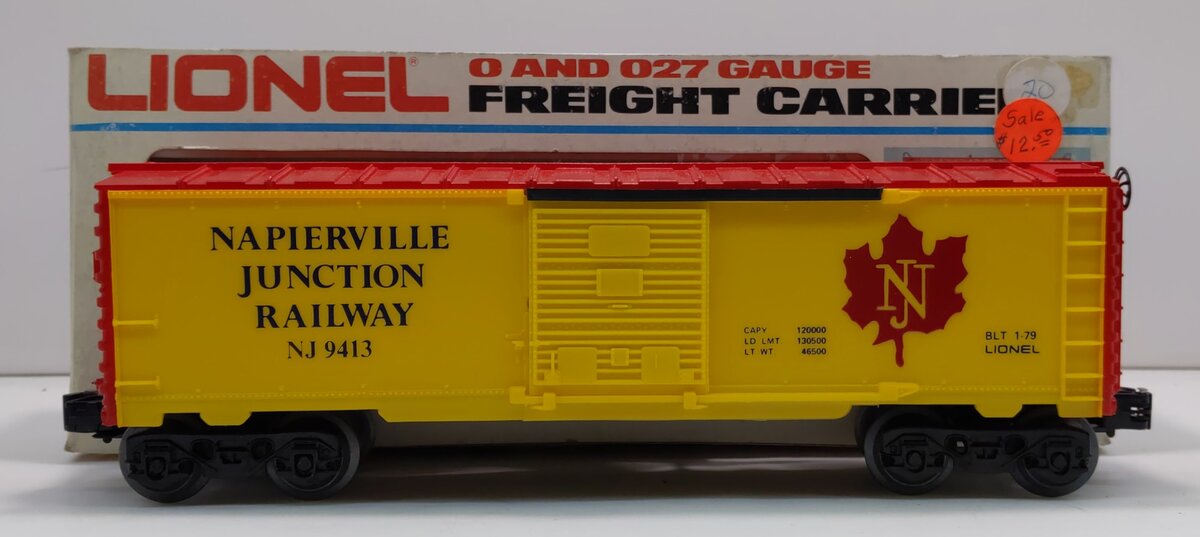 LIONEL®
O AND O27 GAUGE
FREIGHT CARRIE
20
Sale
$12.50
NAPIERVILLE
JUNCTION
RAILWAY
NJ 9413
NJ
CAPY 120000
LD LMT 130500
LT WT 46500
BLT 1-79
LIONEL